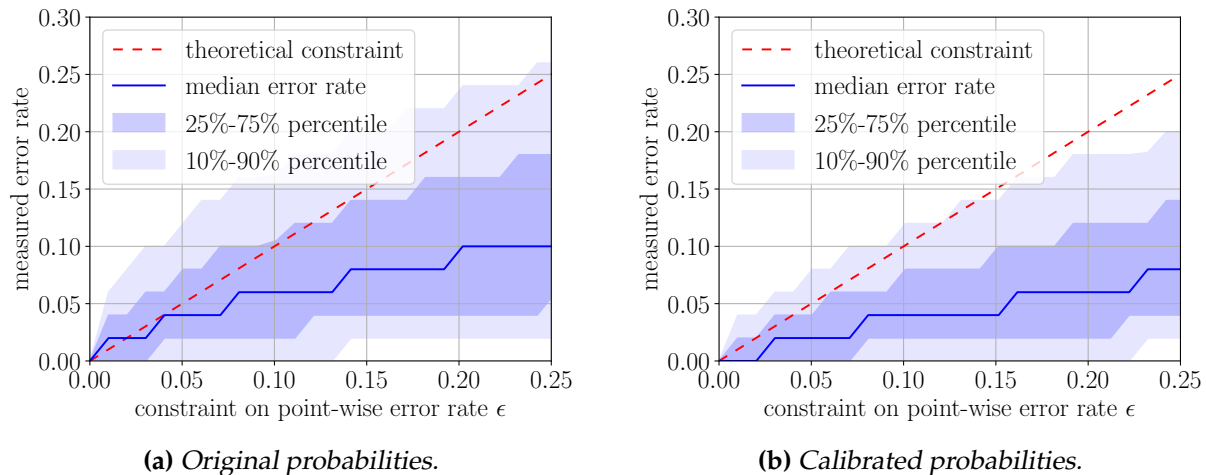 0.30
0.25
0.20
0.15
0.10
0.05
0.00
measured error rate
theoretical constraint
median error rate
25%-75% percentile
10%-90% percentile
0.00 0.05 0.10 0.15 0.20 0.25
constraint on point-wise error rate ϵ
(a) Original probabilities.
0.30
0.25
0.20
0.15
0.10
0.05
0.00
measured error rate
theoretical constraint
median error rate
25%-75% percentile
10%-90% percentile
0.00 0.05 0.10 0.15 0.20 0.25
constraint on point-wise error rate ϵ
(b) Calibrated probabilities.